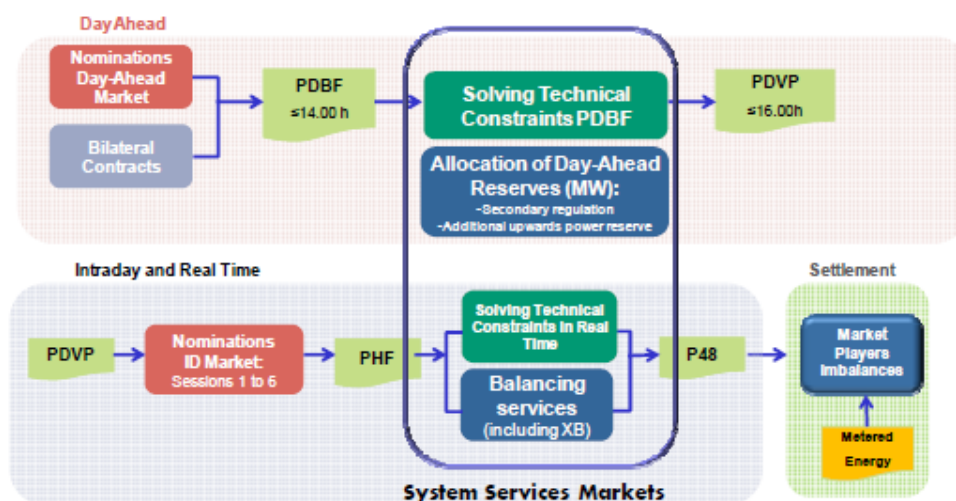 Day Ahead
Nominations
Day-Ahead
Market
Bilateral
Contracts
PDBF
≤14.00 h
Solving Technical
Constraints PDBF
Allocation of Day-Ahead
Reserves (MW):
-Secondary regulation
-Additional upwards power reserve
PDVP
≤16.00h
Intraday and Real Time
PDVP
Nominations
ID Market:
Sessions 1 to 6
PHF
Solving Technical
Constraints in Real
Time
Balancing
services
(including XB)
P48
Settlement
Market
Players
Imbalances
Metered
Energy
System Services Markets